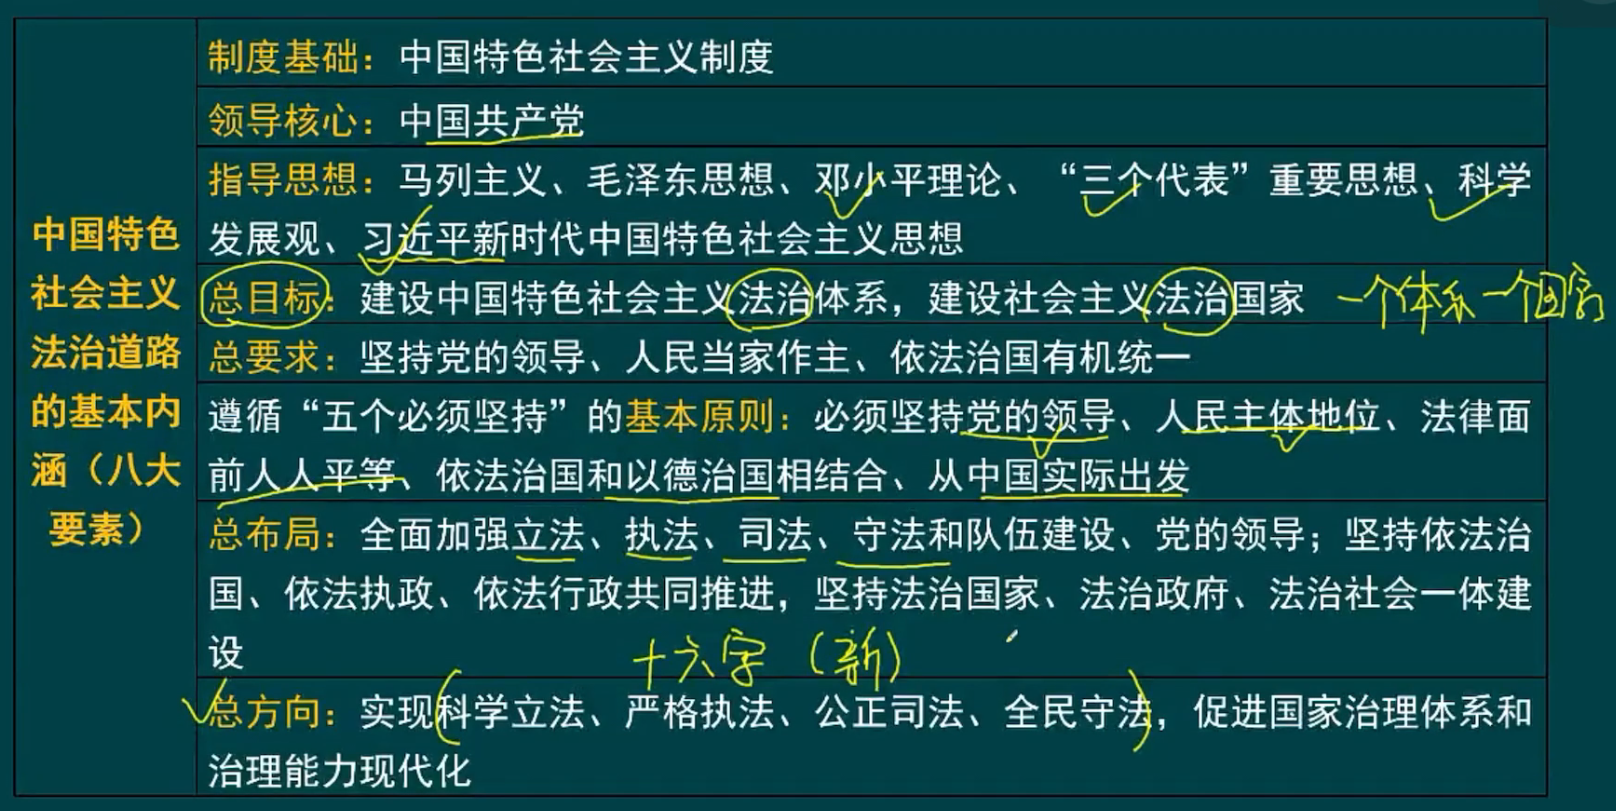 中国特色
社会主义
法治道路
的基本内
涵（八大
要素）
制度基础：中国特色社会主义制度
领导核心：中国共产党
指导思想：马列主义、毛泽东思想、邓小平理论、“三个代表”重要思想、科学
发展观、习近平新时代中国特色社会主义思想
总目标：建设中国特色社会主义法治体系，建设社会主义法治国家 一个体系一个国家
总要求：坚持党的领导、人民当家作主、依法治国有机统一
遵循“五个必须坚持”的基本原则：必须坚持党的领导、人民主体地位、法律面
前人人平等、依法治国和以德治国相结合、从中国实际出发
总布局：全面加强立法、执法、司法、守法和队伍建设、党的领导；坚持依法治
国、依法执政、依法行政共同推进，坚持法治国家、法治政府、法治社会一体建
设
十六字（新）
总方向：实现科学立法、严格执法、公正司法、全民守法，促进国家治理体系和
治理能力现代化